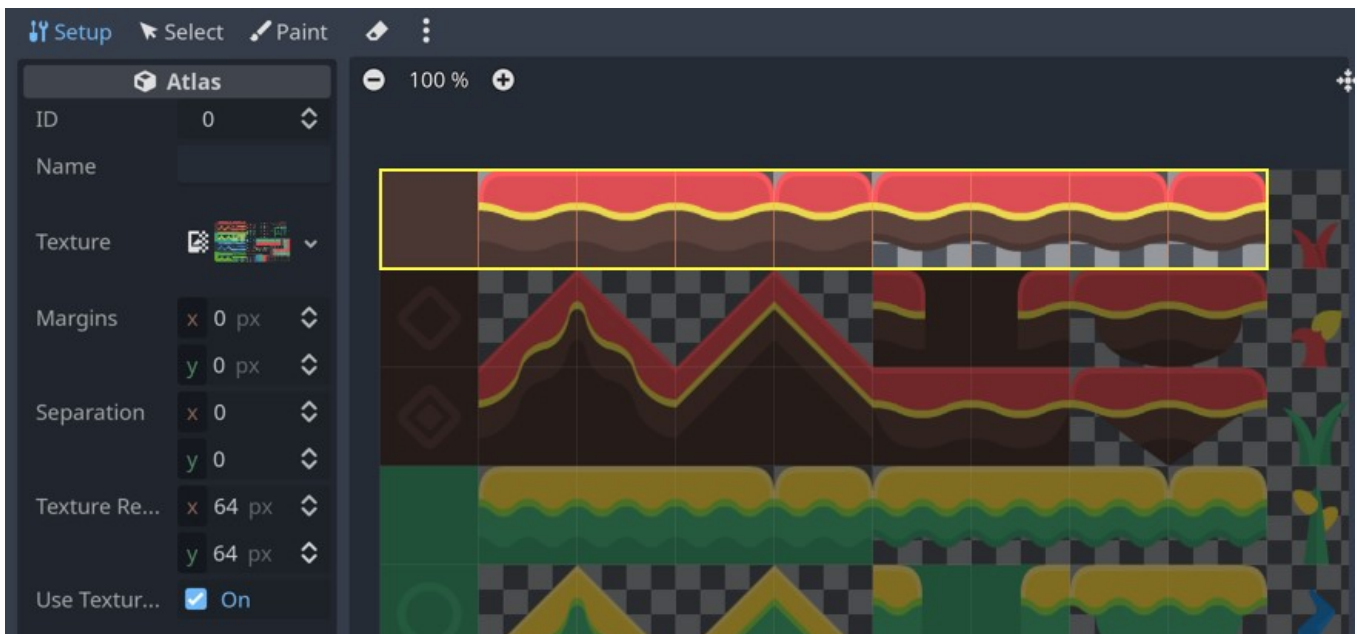 Setup Select Paint
Atlas
100 %
ID 0
Name
Texture
Margins x 0 px
y 0 px
Separation x 0
y 0
Texture Re... x 64 px
y 64 px
Use Textur... On